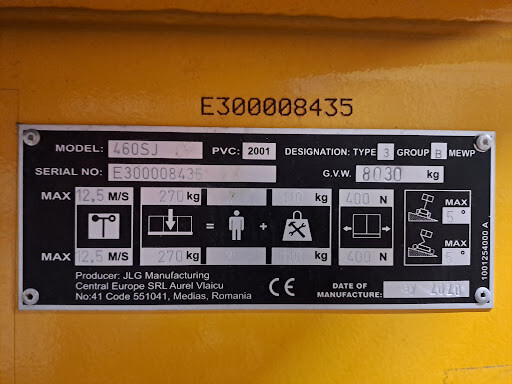 E300008435
MODEL: 460SJ PVC: 2001 DESIGNATION: TYPE 3 GROUP B MEWP
SERIAL NO: E300008435 G.V.W. 8030 kg
MAX 12,5 M/S 270 kg = + kg 400 N MAX 5 °
MAX 12,5 M/S 270 kg kg 400 N MAX 5 °
Producer: JLG Manufacturing
Central Europe SRL Aurel Vlaicu
No:41 Code 551041, Medias, Romania
CE
DATE OF
MANUFACTURE:
1001254000 A